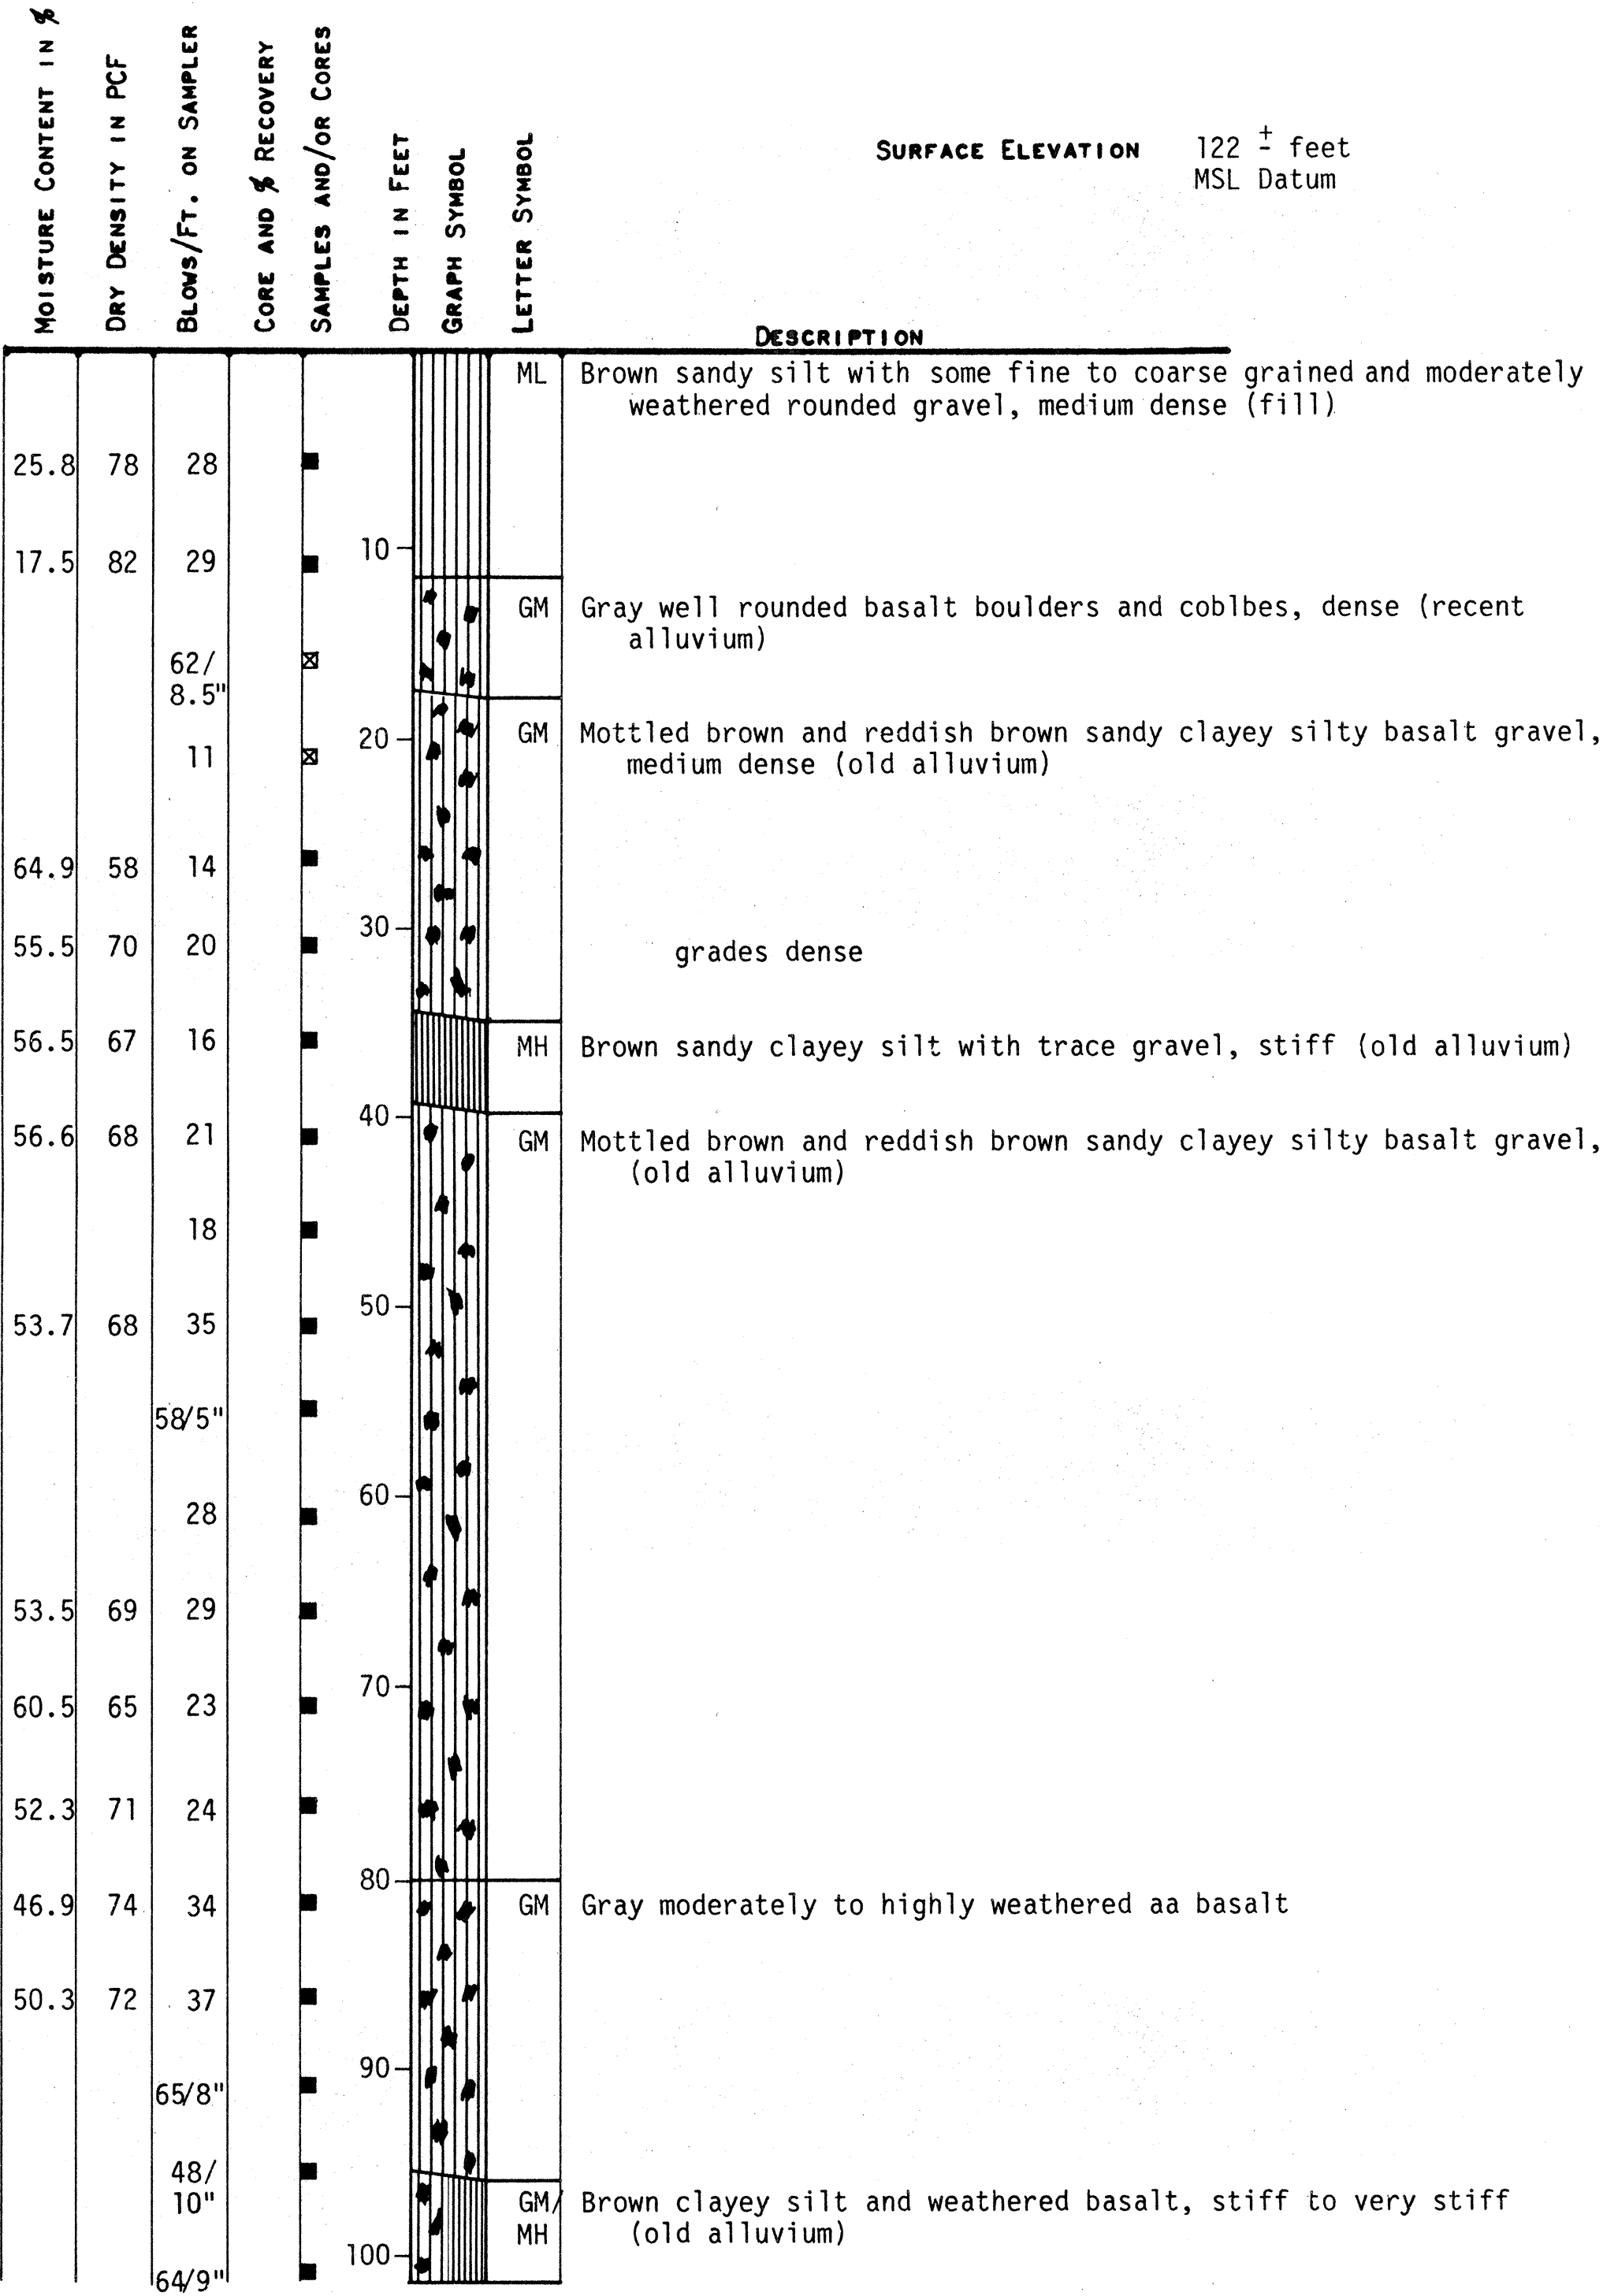 MOISTURE CONTENT IN %
DRY DENSITY IN PCF
BLOWS/FT. ON SAMPLER
CORE AND % RECOVERY
SAMPLES AND/OR CORES
DEPTH IN FEET
GRAPH SYMBOL
LETTER SYMBOL
SURFACE ELEVATION 122 ± feet
MSL Datum
DESCRIPTION
ML Brown sandy silt with some fine to coarse grained and moderately
weathered rounded gravel, medium dense (fill)
25.8 78 28
10
17.5 82 29
GM Gray well rounded basalt boulders and coblbes, dense (recent
alluvium)
62/
8.5"
GM Mottled brown and reddish brown sandy clayey silty basalt gravel,
20
11
medium dense (old alluvium)
64.9 58 14
30
55.5 70 20
grades dense
56.5 67 16
MH Brown sandy clayey silt with trace gravel, stiff (old alluvium)
40
56.6 68 21
GM Mottled brown and reddish brown sandy clayey silty basalt gravel,
(old alluvium)
18
50
53.7 68 35
58/5"
60
28
53.5 69 29
70
60.5 65 23
52.3 71 24
80
46.9 74 34
GM Gray moderately to highly weathered aa basalt
50.3 72 37
90
65/8"
48/
10"
GM/ Brown clayey silt and weathered basalt, stiff to very stiff
MH (old alluvium)
100
64/9"